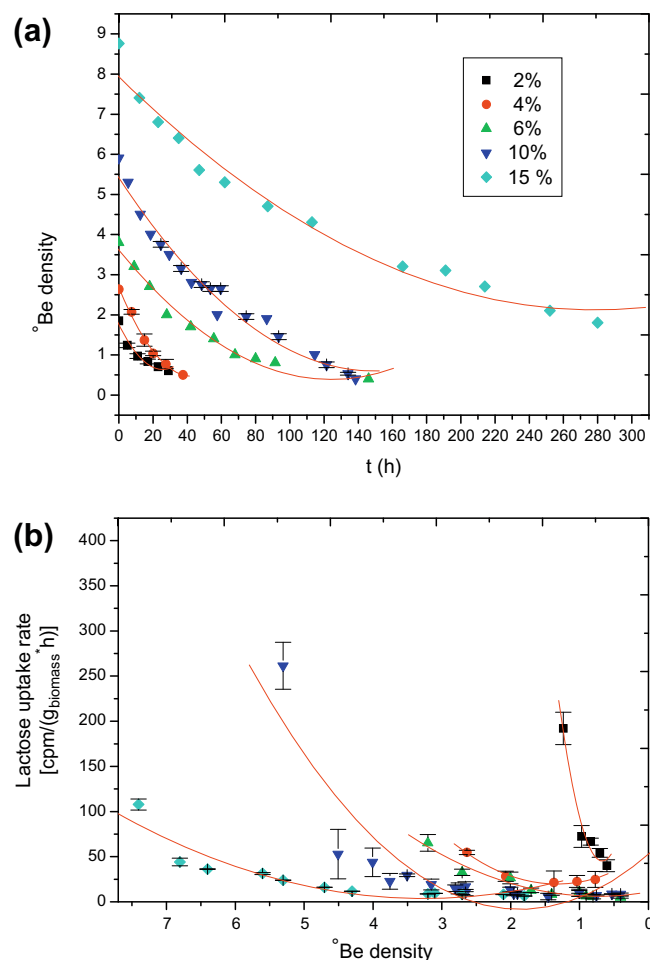 (a)
9
8
7
6
5
4
3
2
1
0
°Be density
2%
4%
6%
10%
15 %
0 20 40 60 80 100 120 140 160 180 200 220 240 260 280 300
t (h)
(b)
400
350
300
250
200
150
100
50
0
Lactose uptake rate
[cpm/(g_biomass*h)]
7 6 5 4 3 2 1 0
°Be density